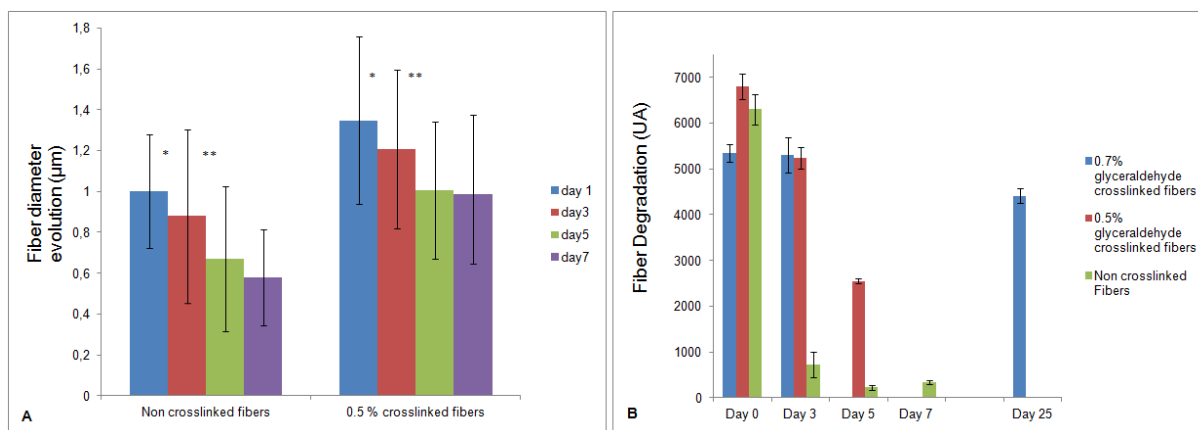 Fiber diameter
evolution (µm)
1,8
1,6
1,4
1,2
1
0,8
0,6
0,4
0,2
0
* ** * **
Non crosslinked fibers 0.5 % crosslinked fibers
day 1
day3
day5
day7
A
Fiber Degradation (UA)
7000
6000
5000
4000
3000
2000
1000
0
Day 0 Day 3 Day 5 Day 7 Day 25
0.7%
glyceraldehyde
crosslinked fibers
0.5%
glyceraldehyde
crosslinked fibers
Non crosslinked
Fibers
B